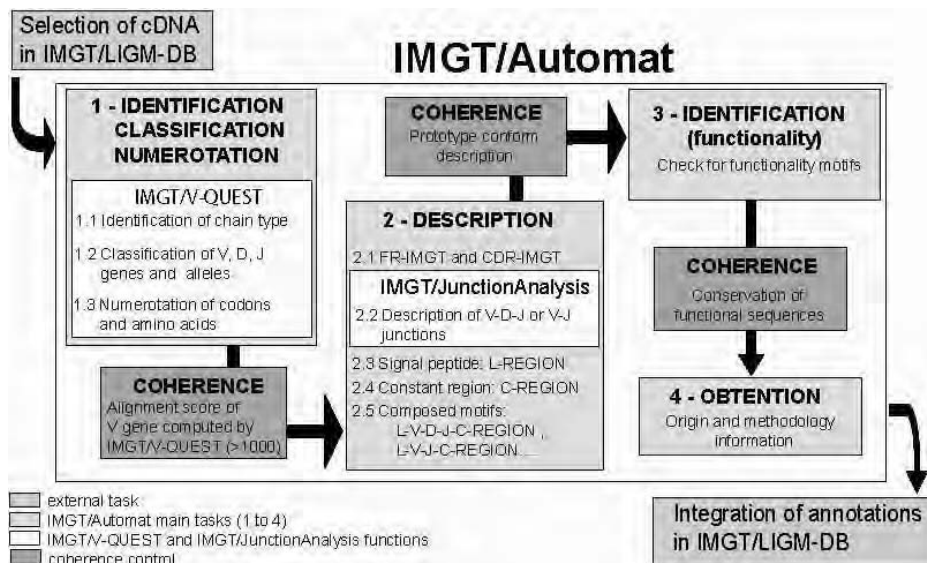 Selection of cDNA
in IMGT/LIGM-DB
IMGT/Automat
1 - IDENTIFICATION
CLASSIFICATION
NUMEROTATION
IMGT/V-QUEST
1.1 Identification of chain type
1.2 Classification of V, D, J
genes and alleles
1.3 Numerotation of codons
and amino acids
COHERENCE
Alignment score of
V gene computed by
IMGT/V-QUEST (>1000)
COHERENCE
Prototype conform
description
2 - DESCRIPTION
2.1 FR-IMGT and CDR-IMGT
IMGT/JunctionAnalysis
2.2 Description of V-D-J or V-J
junctions
2.3 Signal peptide: L-REGION
2.4 Constant region: C-REGION
2.5 Composed motifs:
L-V-D-J-C-REGION ,
L-V-J-C-REGION...
3 - IDENTIFICATION
(functionality)
Check for functionality motifs
COHERENCE
Conservation of
functional sequences
4 - OBTENTION
Origin and methodology
information
Integration of annotations
in IMGT/LIGM-DB
external task
IMGT/Automat main tasks (1 to 4)
IMGT/V-QUEST and IMGT/JunctionAnalysis functions
coherence control